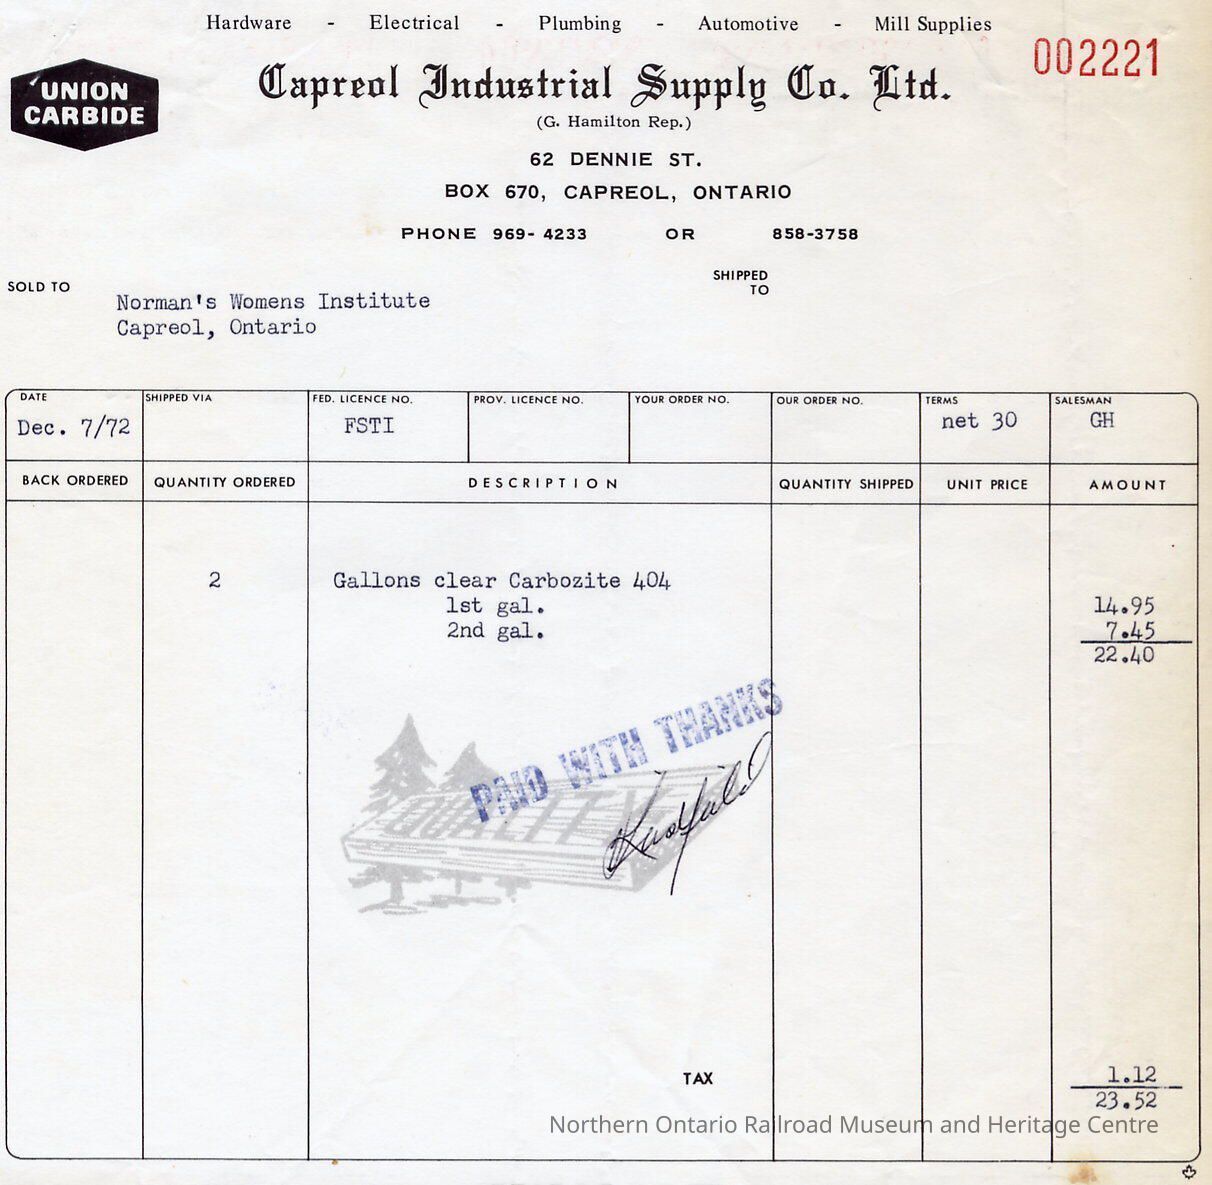 Hardware - Electrical - Plumbing - Automotive - Mill Supplies
002221
UNION
CARBIDE
Capreol Industrial Supply Co. Ltd.
(G. Hamilton Rep.)
62 DENNIE ST.
BOX 670, CAPREOL, ONTARIO
PHONE 969-4233 OR 858-3758
SOLD TO
Norman's Womens Institute
Capreol, Ontario
SHIPPED
TO
DATE SHIPPED VIA FED. LICENCE NO. PROV. LICENCE NO. YOUR ORDER NO. OUR ORDER NO. TERMS SALESMAN
Dec. 7/72 FSTI net 30 GH
BACK ORDERED QUANTITY ORDERED DESCRIPTION QUANTITY SHIPPED UNIT PRICE AMOUNT
2 Gallons clear Carbozite 404
1st gal. 14.95
2nd gal. 7.45
22.40
PAID WITH THANKS
QUALITY
TAX 1.12
23.52
Northern Ontario Railroad Museum and Heritage Centre